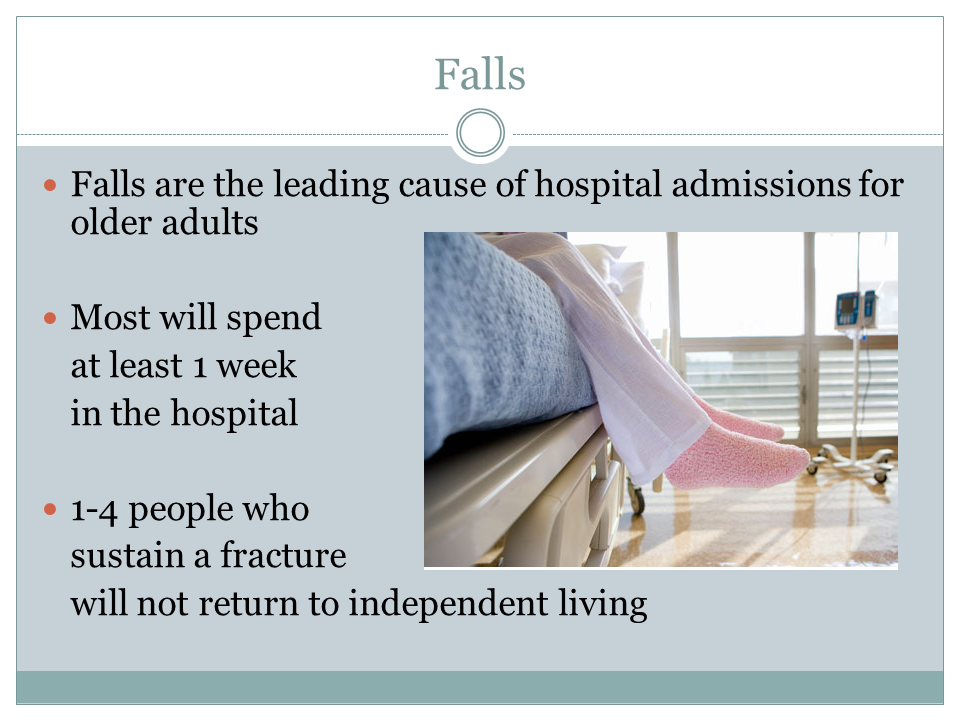 Falls
Falls are the leading cause of hospital admissions for
older adults
Most will spend
at least 1 week
in the hospital
1-4 people who
sustain a fracture
will not return to independent living